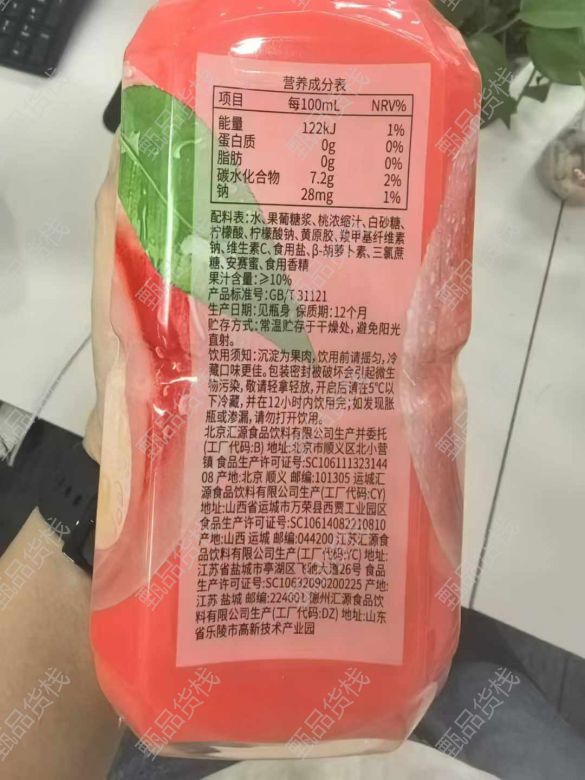 营养成分表
项目 每100mL NRV%
能量 122kJ 1%
蛋白质 0g 0%
脂肪 0g 0%
碳水化合物 7.2g 2%
钠 28mg 1%
配料表:水、果葡糖浆、桃浓缩汁、白砂糖、
柠檬酸、柠檬酸钠、黄原胶、羧甲基纤维素
钠、维生素C、食用盐、β-胡萝卜素、三氯蔗
糖、安赛蜜、食用香精
果汁含量:≥10%
产品标准号:GB/T 31121
生产日期:见瓶身 保质期:12个月
贮存方式:常温贮存于干燥处,避免阳光
直射。
饮用须知:沉淀为果肉,饮用前请摇匀,冷
藏口味更佳。包装密封被破坏会引起微生
物污染,敬请轻拿轻放,开启后请在5℃以
下冷藏,并在12小时内饮用完;如发现胀
瓶或渗漏,请勿打开饮用。
北京汇源食品饮料有限公司生产并委托
(工厂代码:B) 地址:北京市顺义区北小营
镇 食品生产许可证号:SC106111323144
08 产地:北京 顺义 邮编:101305 运城汇
源食品饮料有限公司生产(工厂代码:CY)
地址:山西省运城市万荣县西贾工业园区
食品生产许可证号:SC10614082210810
产地:山西 运城 邮编:044200 江苏汇源食
品饮料有限公司生产(工厂代码:YC) 地址:
江苏省盐城市亭湖区飞驰大道26号 食品
生产许可证号:SC10632090200225 产地:
江苏 盐城 邮编:224001 德州汇源食品饮
料有限公司生产(工厂代码:DZ) 地址:山东
省乐陵市高新技术产业园
甄品货栈